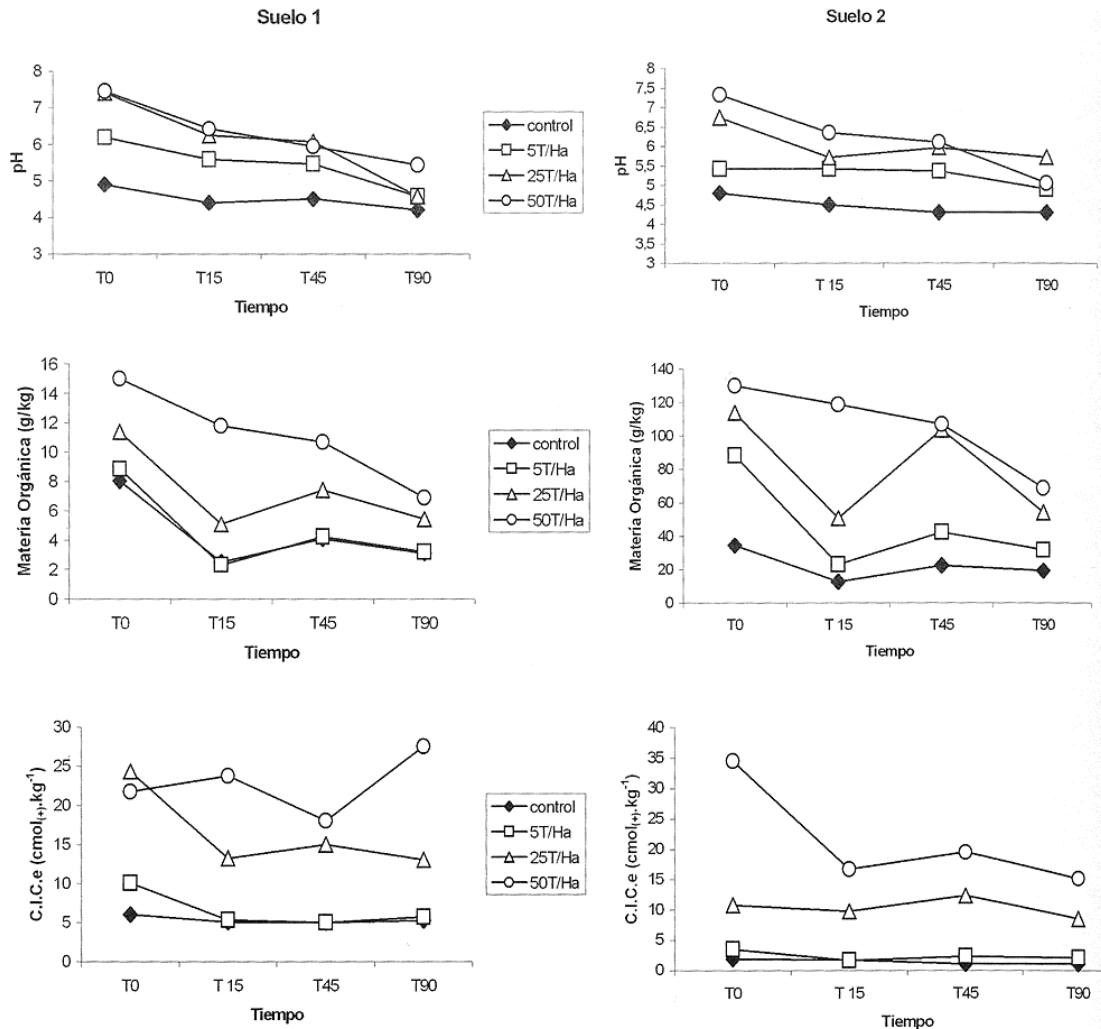 Suelo 1
Suelo 2
8
7
6
5
4
3
pH
T0
T15
T45
T90
Tiempo
control
5T/Ha
25T/Ha
50T/Ha
8
7,5
7
6,5
6
5,5
5
4,5
4
3,5
3
pH
T0
T 15
T45
T90
Tiempo
16
14
12
10
8
6
4
2
0
Matería Orgánica (g/kg)
T0
T15
T45
T90
Tiempo
control
5T/Ha
25T/Ha
50T/Ha
140
120
100
80
60
40
20
0
Matería Orgánica (g/kg)
T0
T 15
T45
T90
Tiempo
30
25
20
15
10
5
0
C.I.C.e (cmol(+).kg-1)
T0
T 15
T45
T90
Tiempo
control
5T/Ha
25T/Ha
50T/Ha
40
35
30
25
20
15
10
5
0
C.I.C.e (cmol(+).kg-1)
T0
T 15
T45
T90
Tiempo